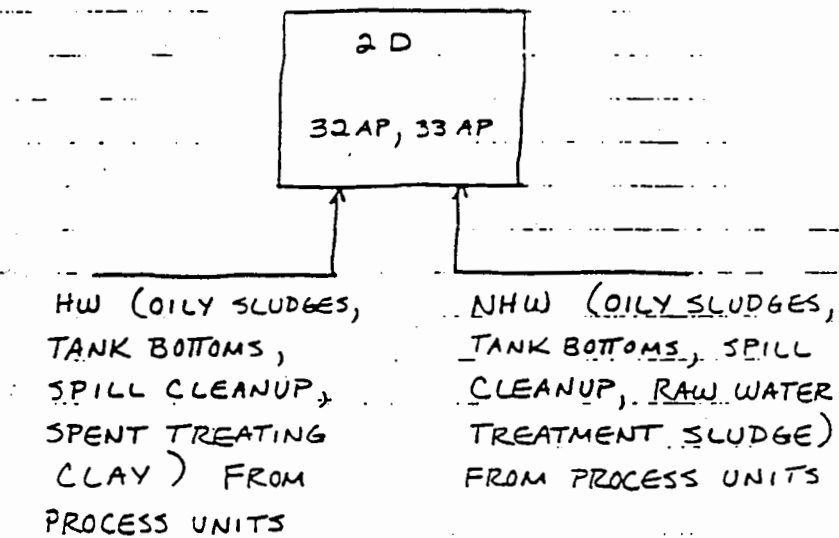 2D
32AP, 33AP
HW (OILY SLUDGES,
TANK BOTTOMS,
SPILL CLEANUP,
SPENT TREATING
CLAY) FROM
PROCESS UNITS
NHW (OILY SLUDGES,
TANK BOTTOMS, SPILL
CLEANUP, RAW WATER
TREATMENT SLUDGE)
FROM PROCESS UNITS